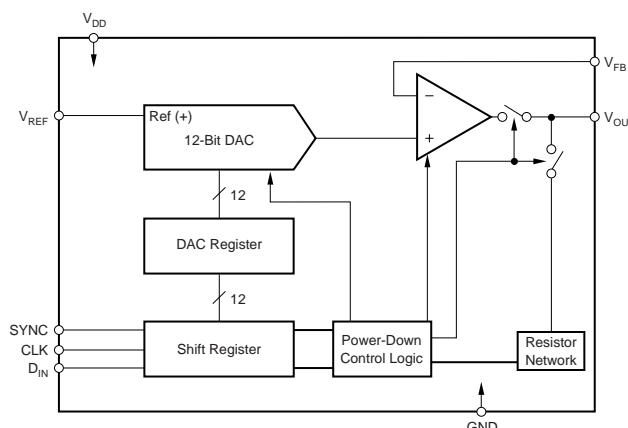 VDD
VFB
VREF
Ref (+)
12-Bit DAC
−
+
VOU
12
DAC Register
12
SYNC
CLK
DIN
Shift Register
Power-Down
Control Logic
Resistor
Network
GND